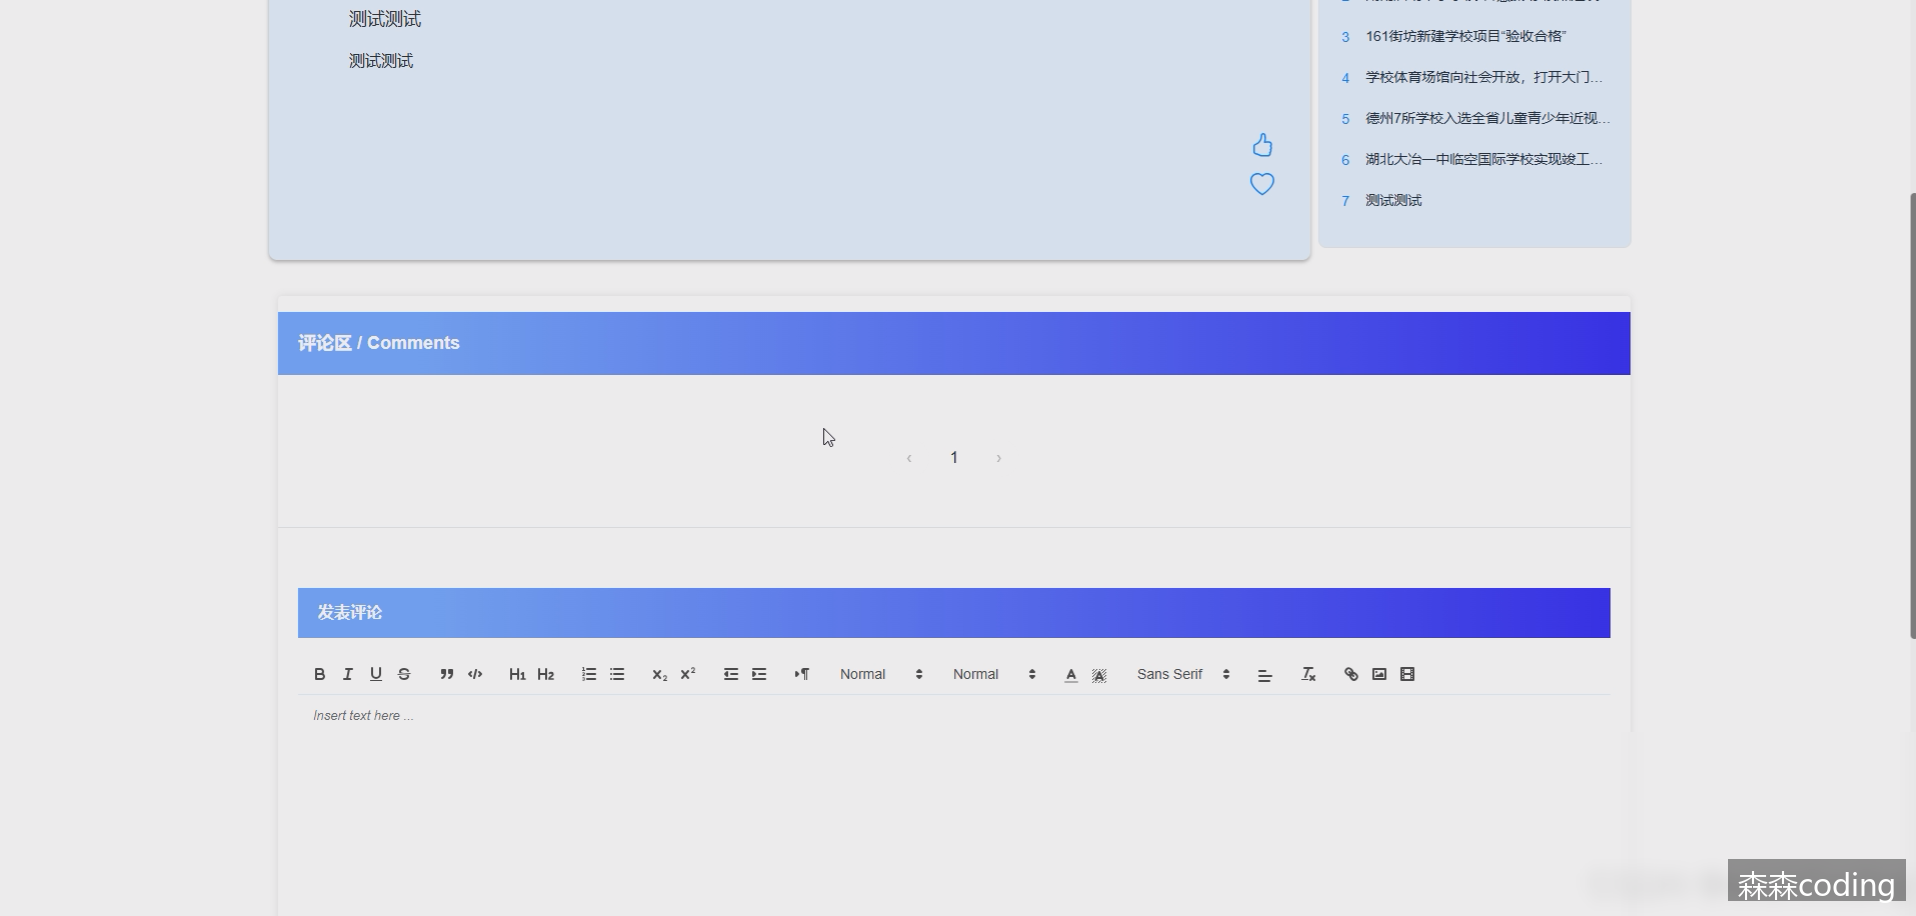 测试测试
测试测试
3 161街坊新建学校项目“验收合格”
4 学校体育场馆向社会开放，打开大门...
5 德州7所学校入选全省儿童青少年近视...
6 湖北大冶一中临空国际学校实现竣工...
7 测试测试
评论区 / Comments
‹ 1 ›
发表评论
Normal Normal Sans Serif
Insert text here ...
森森coding